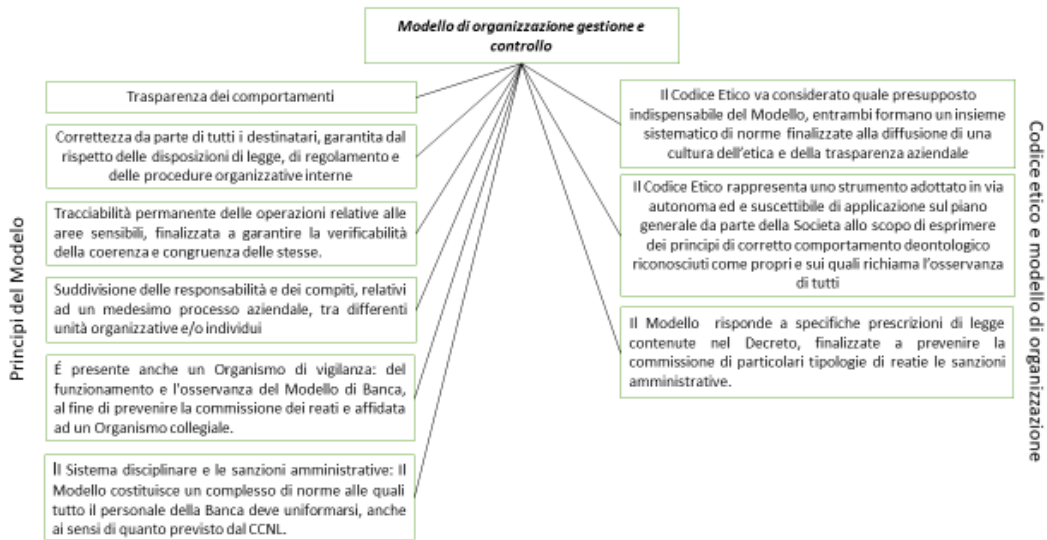 Modello di organizzazione gestione e
controllo
Principi del Modelo
Trasparenza dei comportamenti
Correttezza da parte di tutti i destinatari, garantita dal
rispetto delle disposizioni di legge, di regolamento e
delle procedure organizzative interne
Tracciabilità permanente delle operazioni relative alle
aree sensibili, finalizzata a garantire la verificabilità
della coerenza e congruenza delle stesse.
Suddivisione delle responsabilità e dei compiti, relativi
ad un medesimo processo aziendale, tra differenti
unità organizzative e/o individui
É presente anche un Organismo di vigilanza: del
funzionamento e l'osservanza del Modello di Banca,
al fine di prevenire la commissione dei reati e affidata
ad un Organismo collegiale.
Il Sistema disciplinare e le sanzioni amministrative: Il
Modello costituisce un complesso di norme alle quali
tutto il personale della Banca deve uniformarsi, anche
ai sensi di quanto previsto dal CCNL.
Il Codice Etico va considerato quale presupposto
indispensabile del Modello, entrambi formano un insieme
sistematico di norme finalizzate alla diffusione di una
cultura dell'etica e della trasparenza aziendale
Il Codice Etico rappresenta uno strumento adottato in via
autonoma ed e suscettibile di applicazione sul piano
generale da parte della Societa allo scopo di esprimere
dei principi di corretto comportamento deontologico
riconosciuti come propri e sui quali richiama l'osservanza
di tutti
Il Modello risponde a specifiche prescrizioni di legge
contenute nel Decreto, finalizzate a prevenire la
commissione di particolari tipologie di reatie le sanzioni
amministrative.
Codice etico e modello di organizzazione